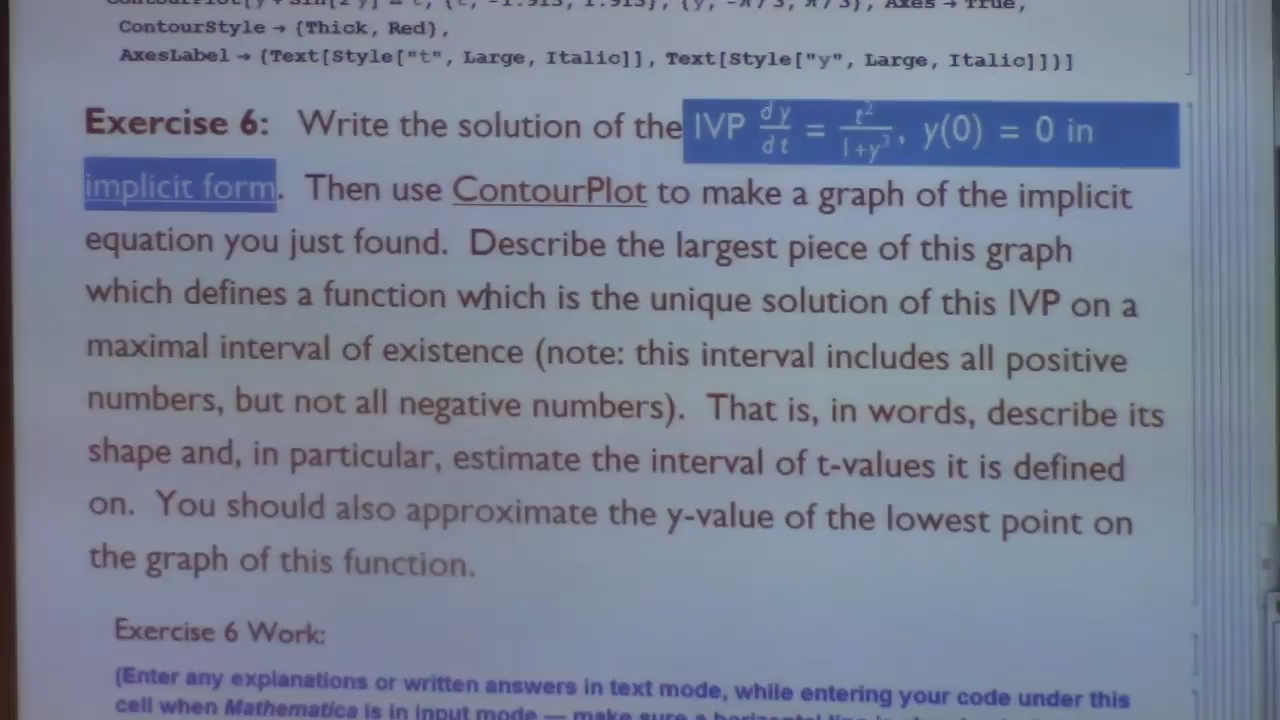 ContourStyle → {Thick, Red},
AxesLabel → {Text[Style["t", Large, Italic]], Text[Style["y", Large, Italic]]}]
Exercise 6: Write the solution of the IVP dy/dt = t²/(1+y³), y(0) = 0 in
implicit form. Then use ContourPlot to make a graph of the implicit
equation you just found. Describe the largest piece of this graph
which defines a function which is the unique solution of this IVP on a
maximal interval of existence (note: this interval includes all positive
numbers, but not all negative numbers). That is, in words, describe its
shape and, in particular, estimate the interval of t-values it is defined
on. You should also approximate the y-value of the lowest point on
the graph of this function.
Exercise 6 Work:
(Enter any explanations or written answers in text mode, while entering your code under this
cell when Mathematica is in input mode — make sure a horizontal line is